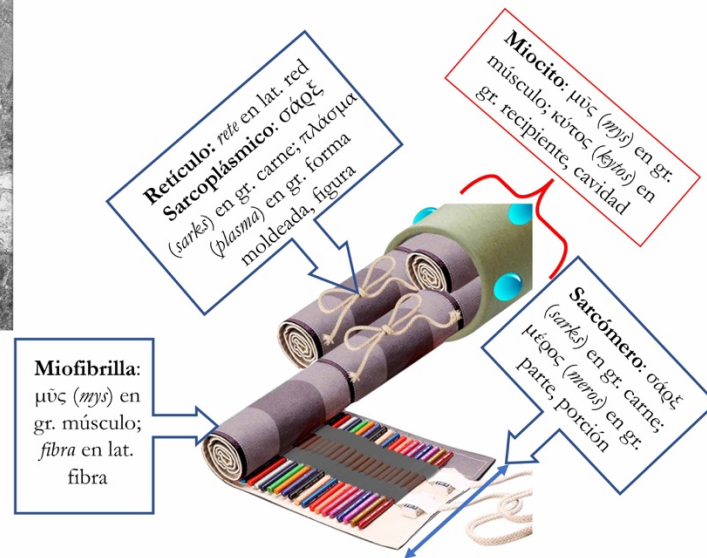 Retículo: rete en lat. red
Sarcoplásmico: σάρξ
(sarks) en gr. carne; πλάσμα
(plasma) en gr. forma
moldeada, figura
Miocito: μῦς (mys) en gr.
músculo; κύτος (kytos) en
gr. recipiente, cavidad
Sarcómero: σάρξ
(sarks) en gr. carne;
μέρος (meros) en gr.
parte, porción
Miofibrilla:
μῦς (mys) en
gr. músculo;
fibra en lat.
fibra